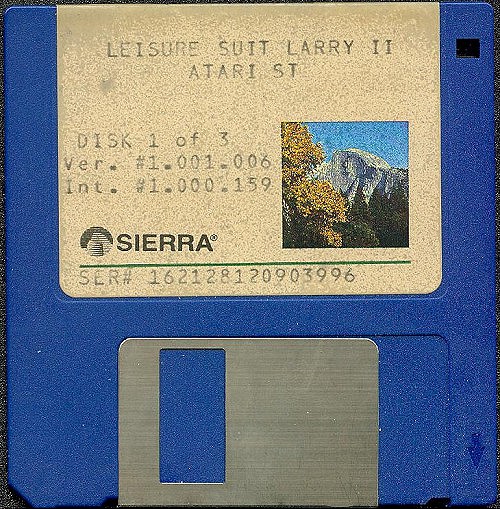 LEISURE SUIT LARRY II
ATARI ST
DISK 1 of 3
Ver. #1.001.006
Int. #1.000.159
SIERRA®
SER# 162128120903996